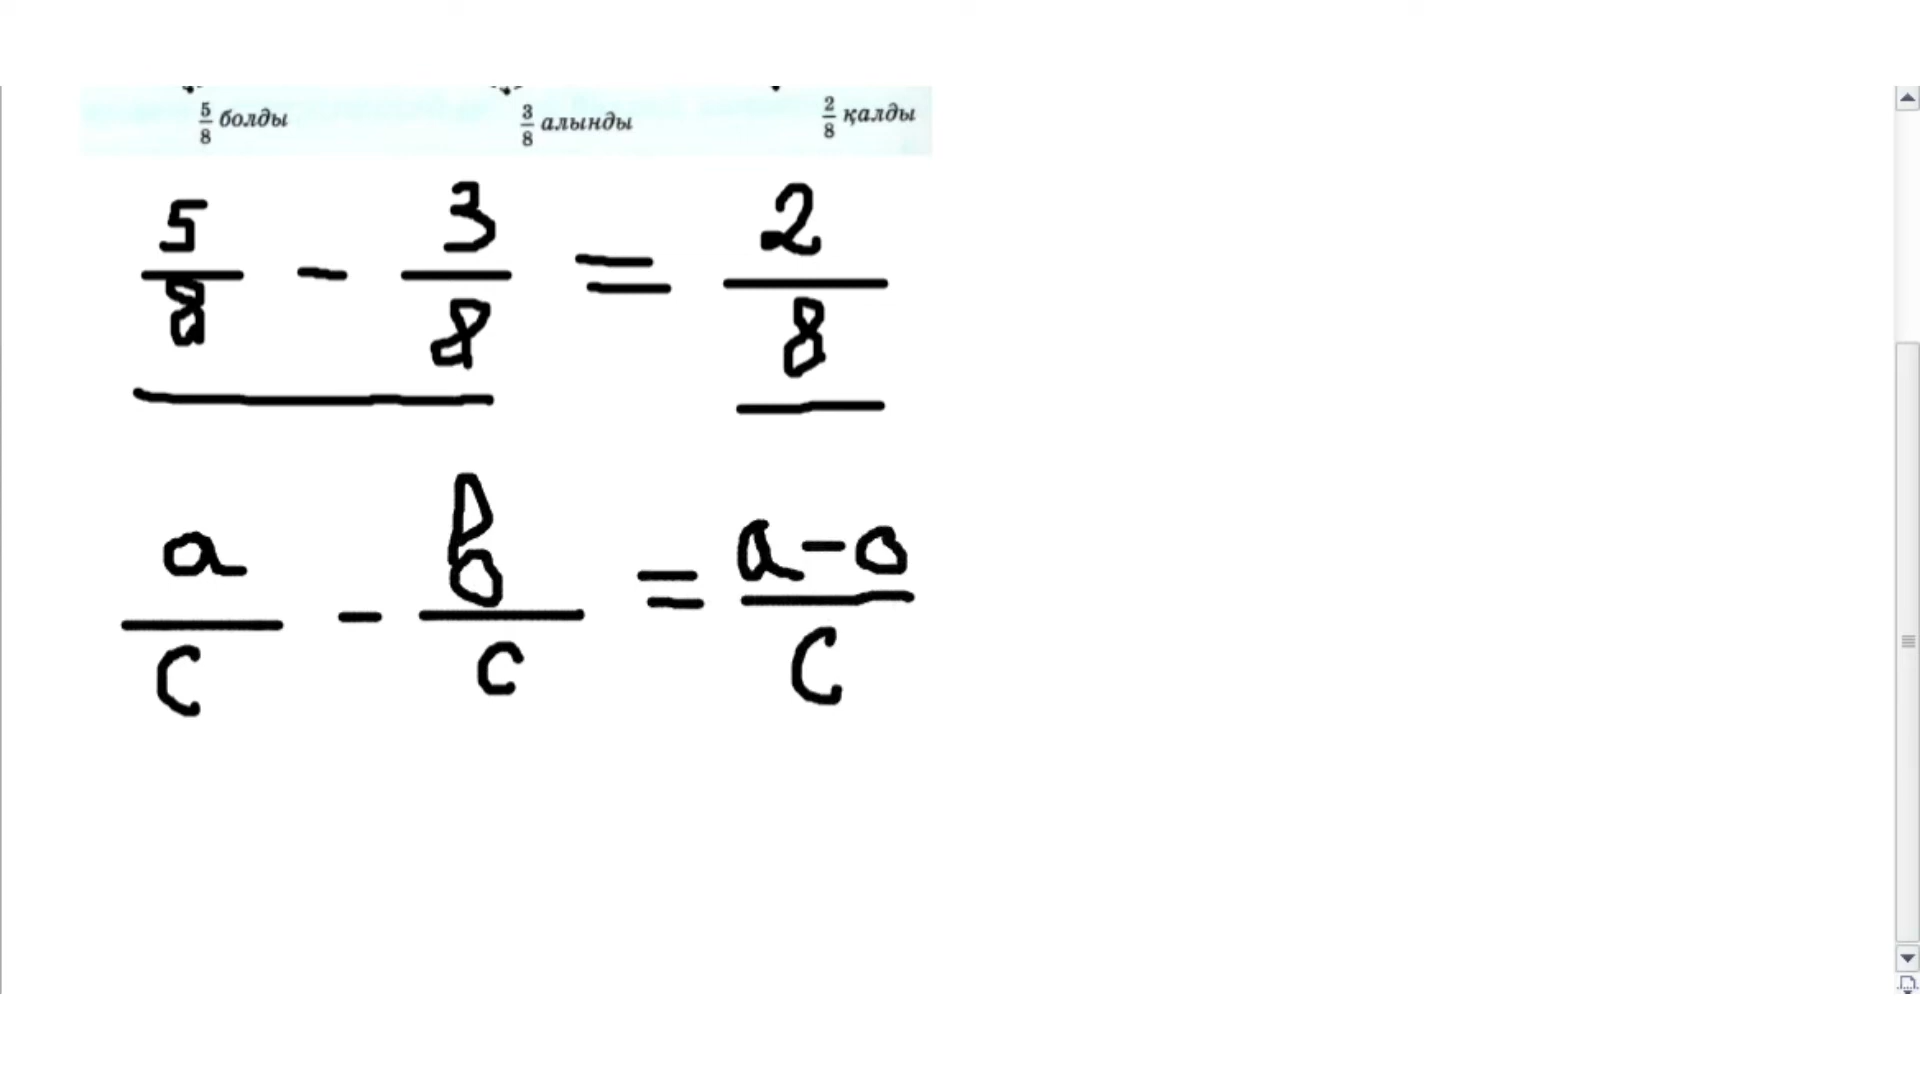 5/8 болды 3/8 алынды 2/8 қалды
5/8 - 3/8 = 2/8
a/c - b/c = a-o/c